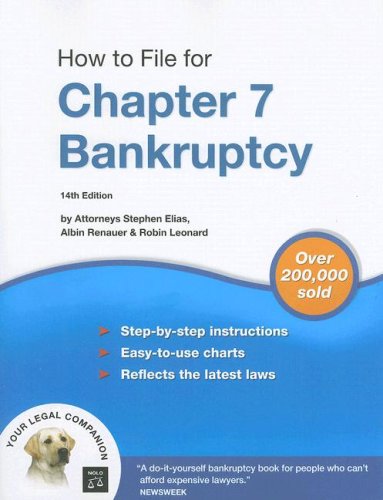 How to File for
Chapter 7
Bankruptcy
14th Edition
by Attorneys Stephen Elias,
Albin Renauer & Robin Leonard
Over
200,000
sold
Step-by-step instructions
Easy-to-use charts
Reflects the latest laws
YOUR LEGAL COMPANION
NOLO
"A do-it-yourself bankruptcy book for people who can't
afford expensive lawyers."
NEWSWEEK